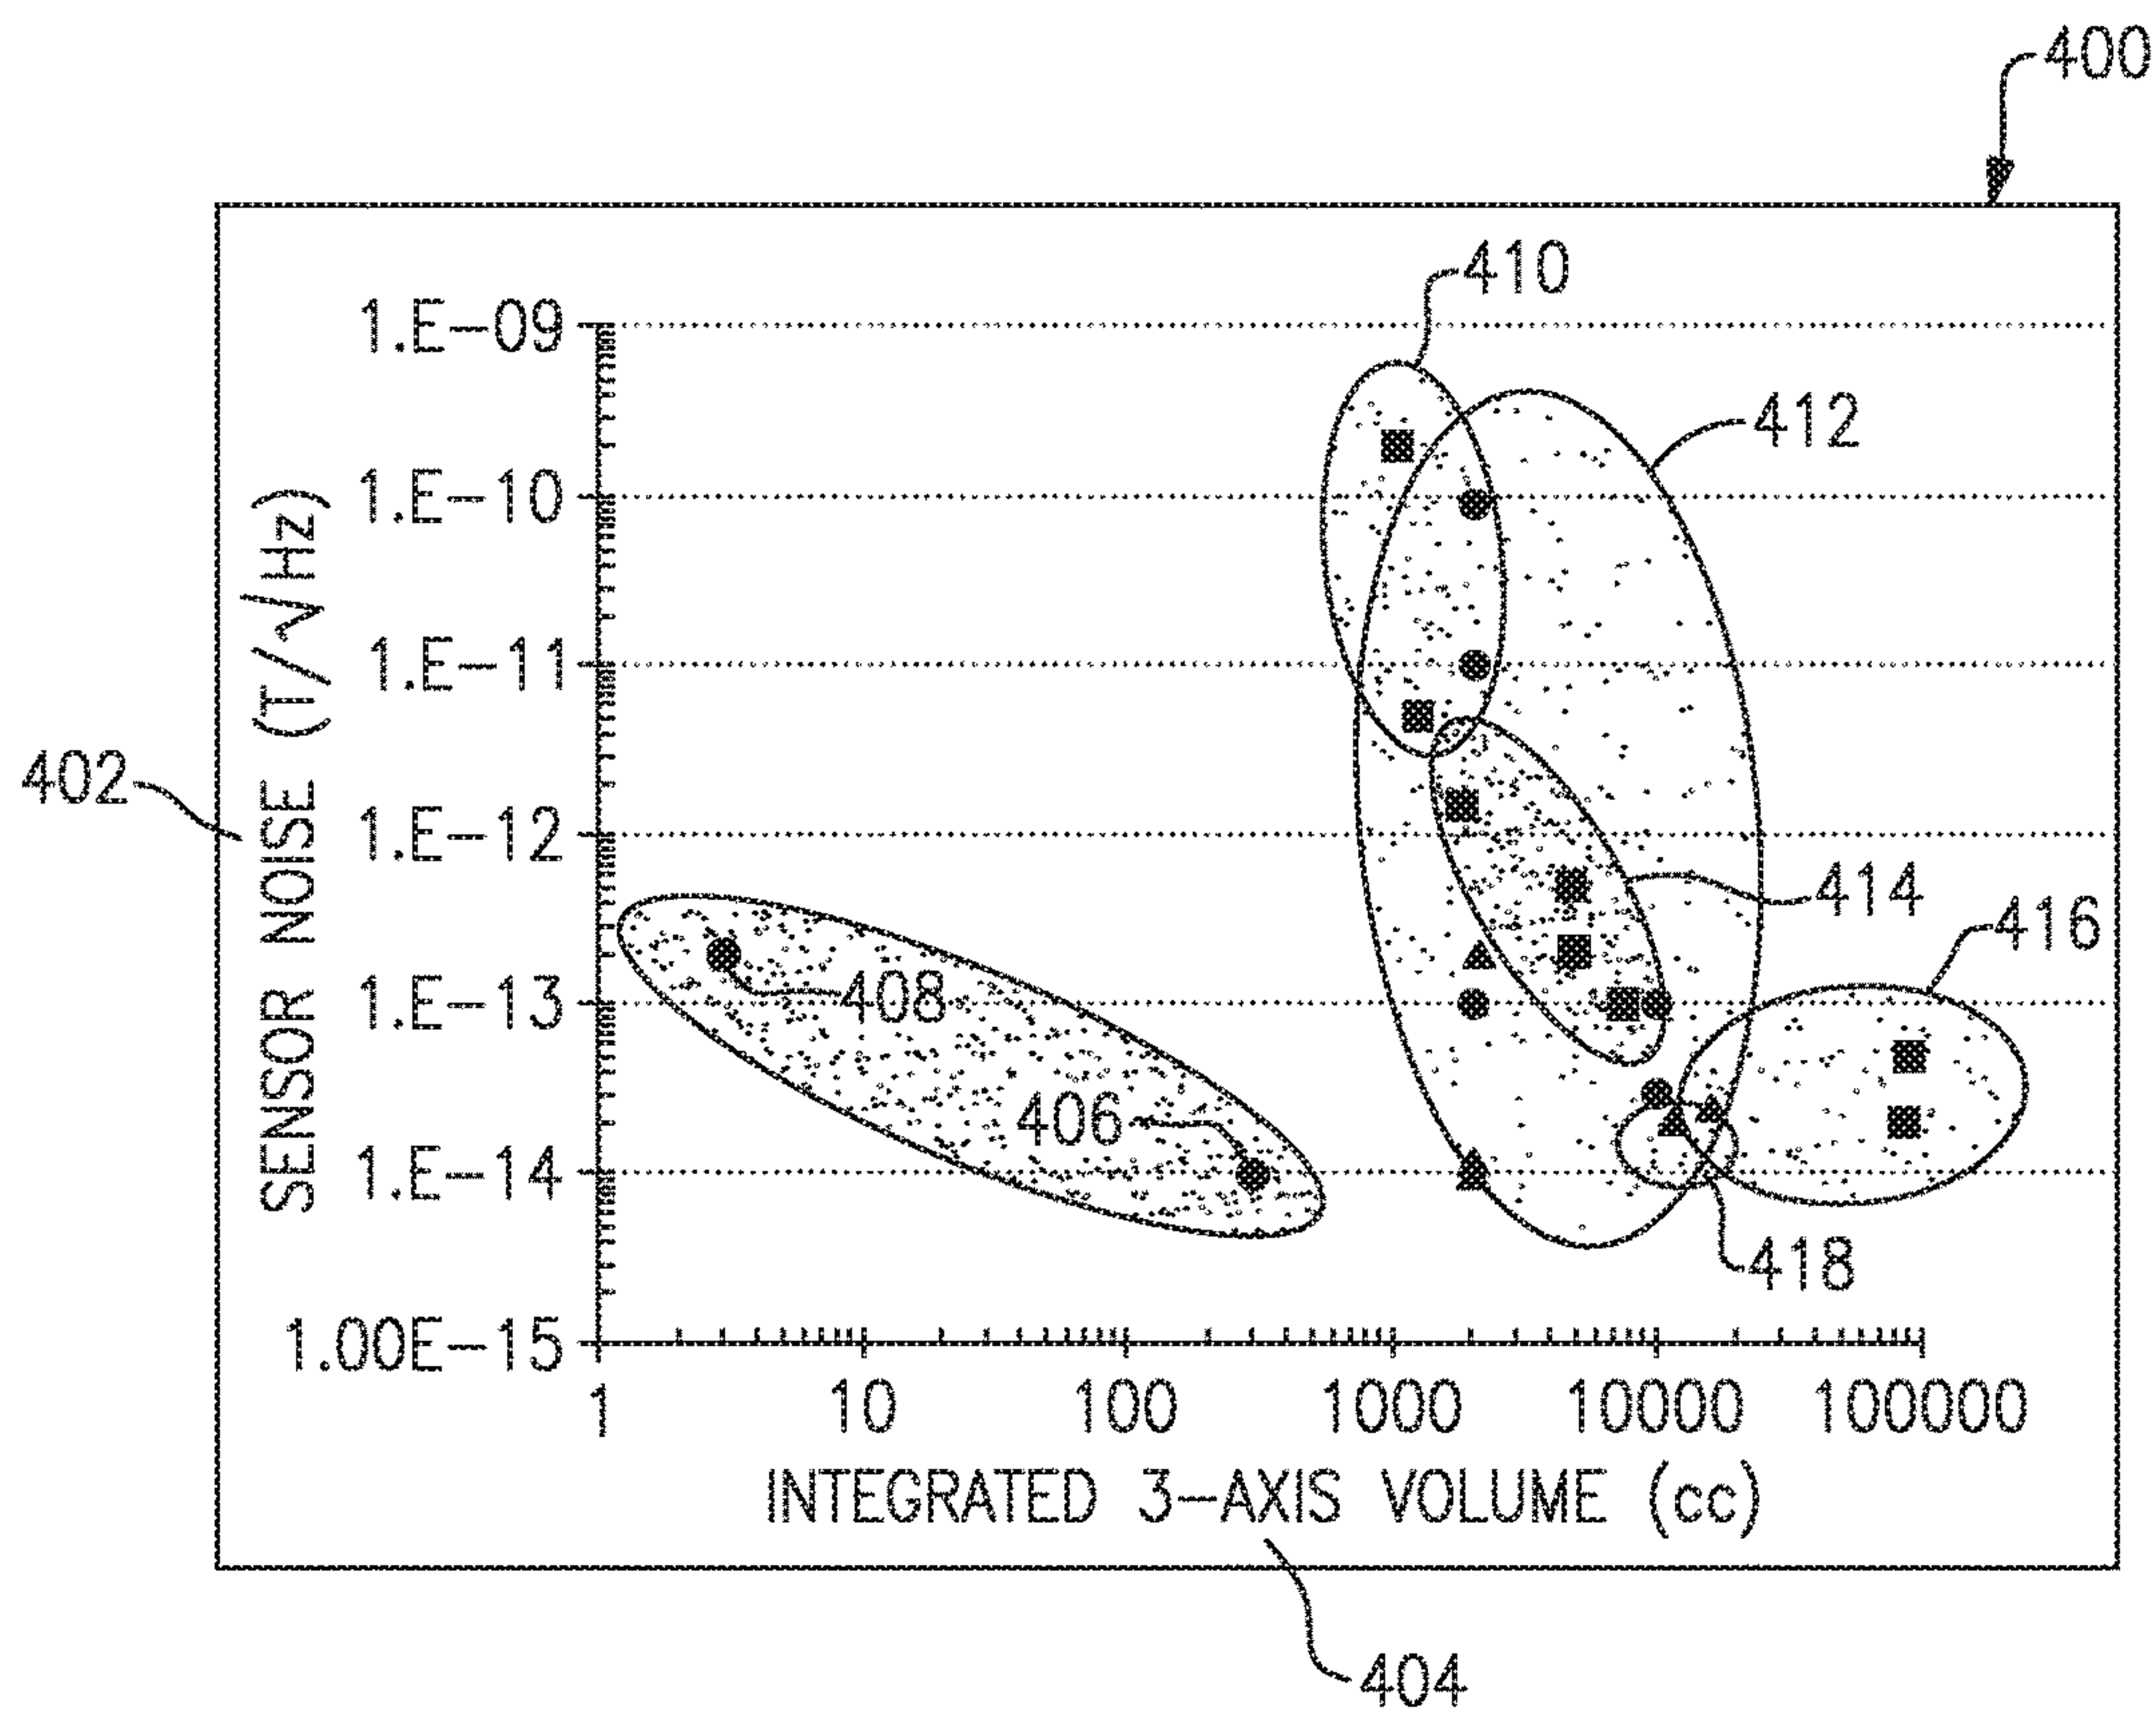 400
410
1.E-09
412
1.E-10
1.E-11
402
SENSOR NOISE (T/√Hz)
1.E-12
414
416
408
1.E-13
406
1.E-14
418
1.00E-15
1 10 100 1000 10000 100000
INTEGRATED 3-AXIS VOLUME (cc)
404